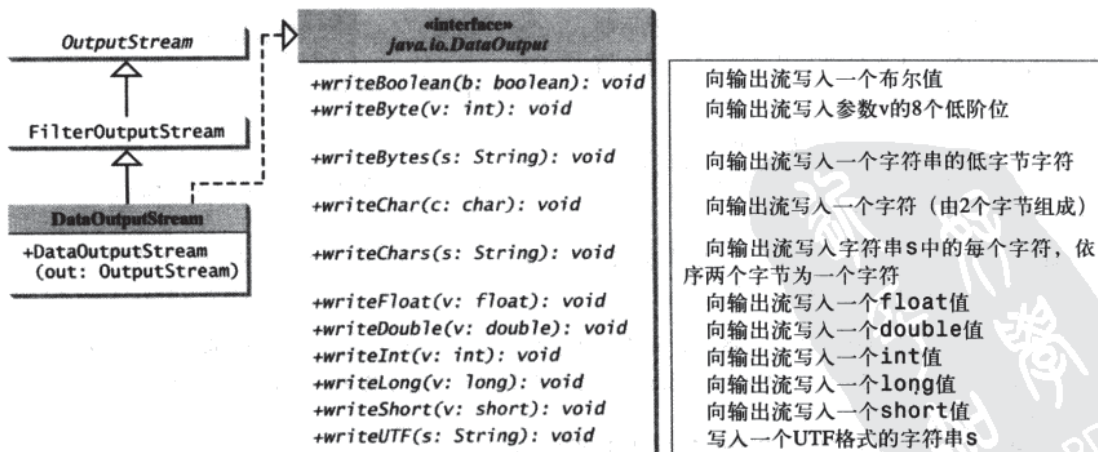 OutputStream
FilterOutputStream
DataOutputStream
+DataOutputStream
(out: OutputStream)
«interface»
java.io.DataOutput
+writeBoolean(b: boolean): void
+writeByte(v: int): void
+writeBytes(s: String): void
+writeChar(c: char): void
+writeChars(s: String): void
+writeFloat(v: float): void
+writeDouble(v: double): void
+writeInt(v: int): void
+writeLong(v: long): void
+writeShort(v: short): void
+writeUTF(s: String): void
向输出流写入一个布尔值
向输出流写入参数v的8个低阶位
向输出流写入一个字符串的低字节字符
向输出流写入一个字符（由2个字节组成）
向输出流写入字符串s中的每个字符，依
序两个字节为一个字符
向输出流写入一个float值
向输出流写入一个double值
向输出流写入一个int值
向输出流写入一个long值
向输出流写入一个short值
写入一个UTF格式的字符串s